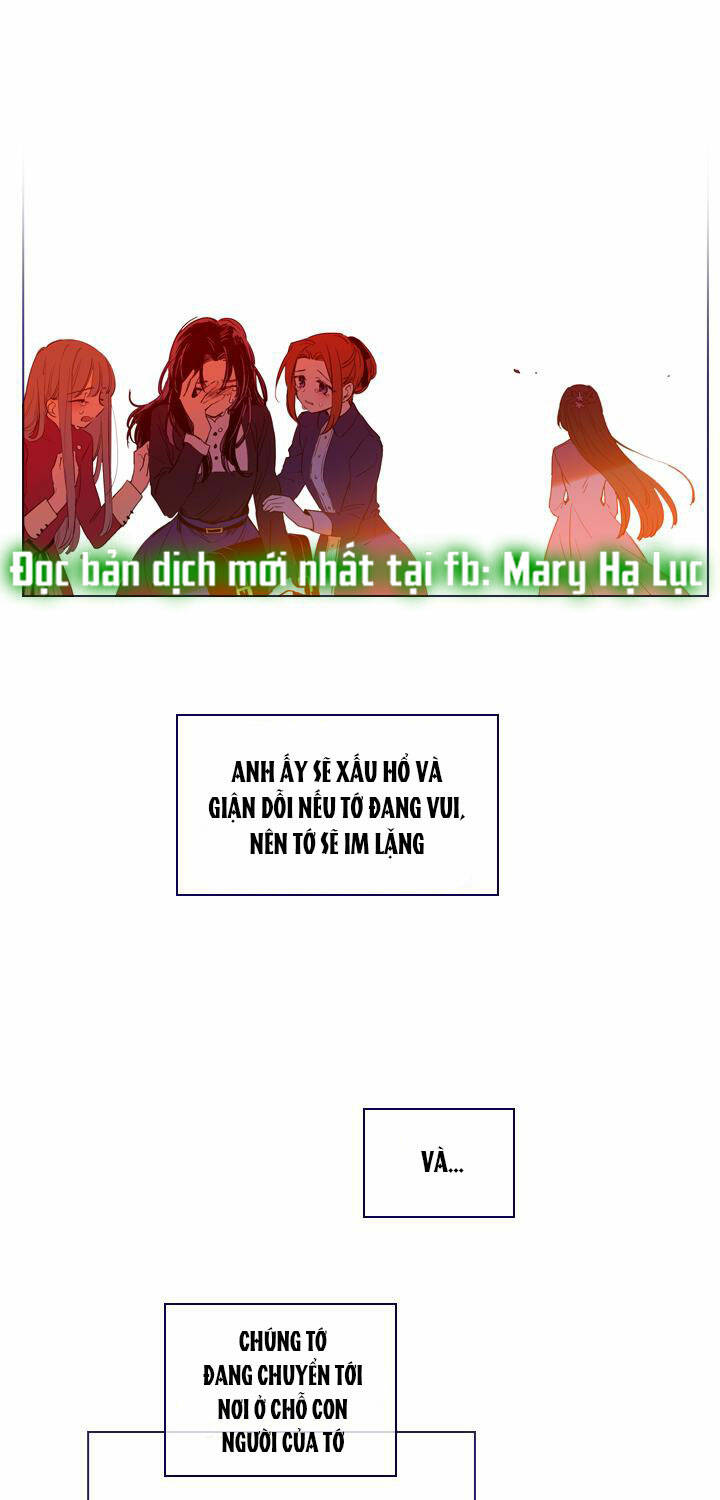 Đọc bản dịch mới nhất tại fb: Mary Hạ Lục
ANH ẤY SẼ XẤU HỔ VÀ
GIẬN DỖI NẾU TỚ ĐANG VUI,
NÊN TỚ SẼ IM LẶNG
VÀ...
CHÚNG TỚ
ĐANG CHUYỂN TỚI
NƠI Ở CHỖ CON
NGƯỜI CỦA TỚ